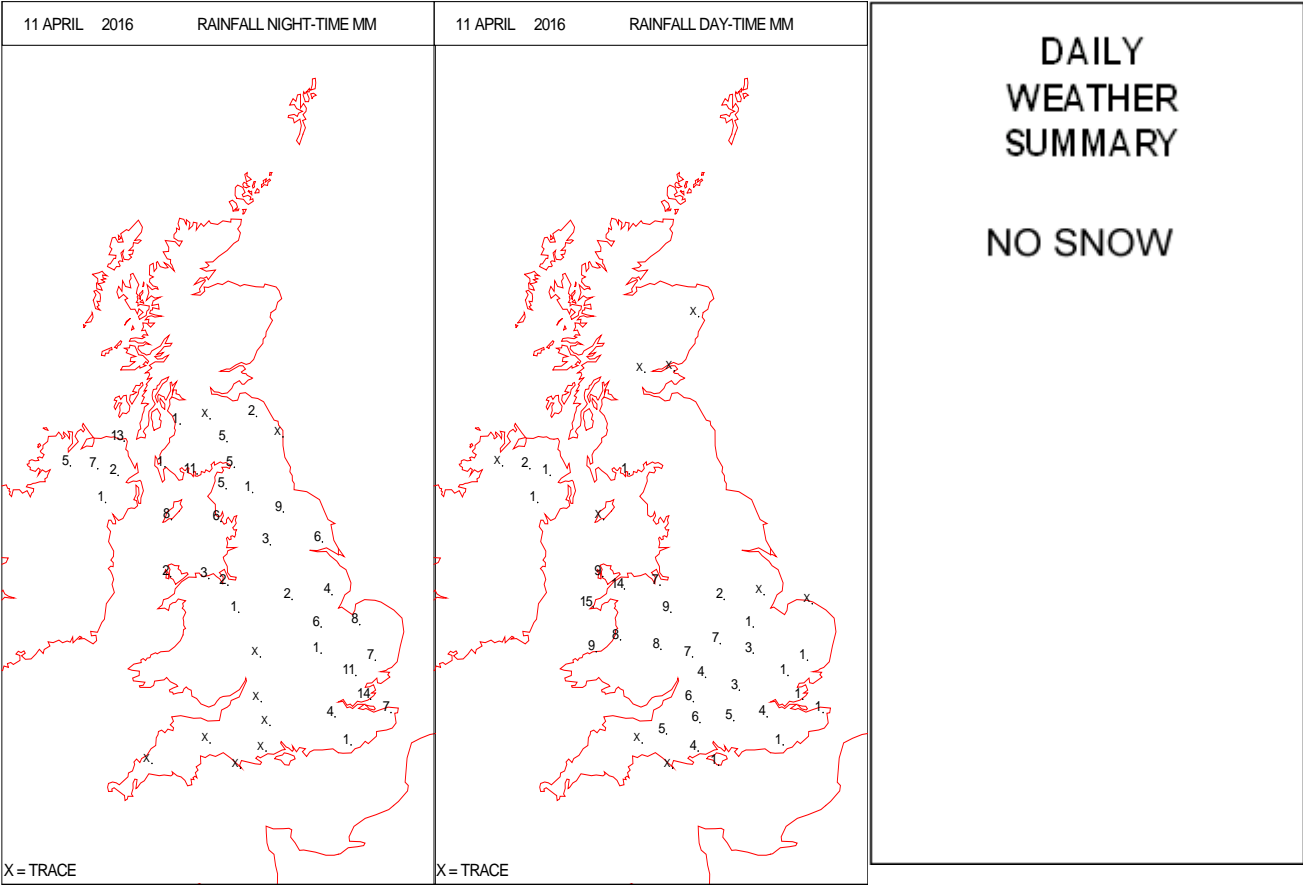 11 APRIL 2016 RAINFALL NIGHT-TIME MM
X.
2.
1.
X.
13.
5.
5.
7.
2.
1.
11.
5.
5.
1.
1.
8.
6.
9.
3.
6.
2.
3.
2.
1.
2.
4.
6.
8.
X.
1.
7.
11.
X.
14.
4.
7.
X.
X.
X.
1.
X.
X.
X = TRACE
11 APRIL 2016 RAINFALL DAY-TIME MM
X.
X.
X.
X.
2.
1.
1.
1.
X.
9.
14.
7.
15.
9.
2.
X.
X.
1.
8.
9.
8.
7.
7.
3.
1.
4.
1.
3.
1.
6.
1.
6.
5.
4.
5.
X.
4.
1.
X.
1.
X = TRACE
DAILY
WEATHER
SUMMARY
NO SNOW